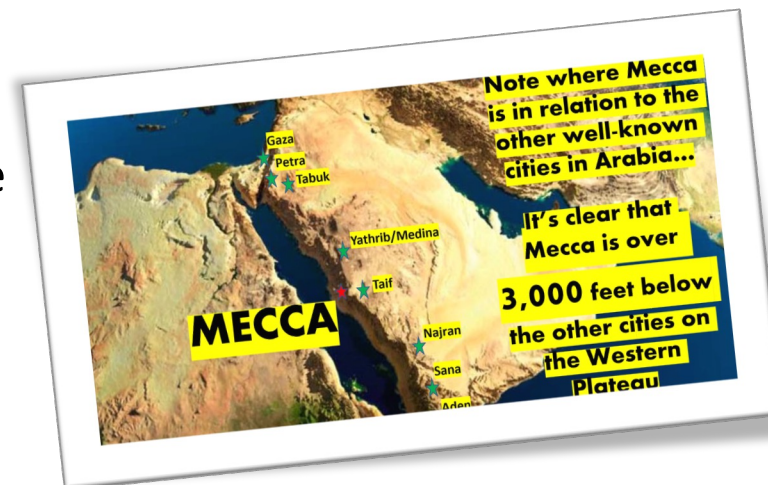 e
Note where Mecca
is in relation to the
other well-known
cities in Arabia...
It's clear that
Mecca is over
3,000 feet below
the other cities on
the Western
Plateau
Gaza
Petra
Tabuk
Yathrib/Medina
Taif
MECCA
Najran
Sana
Aden